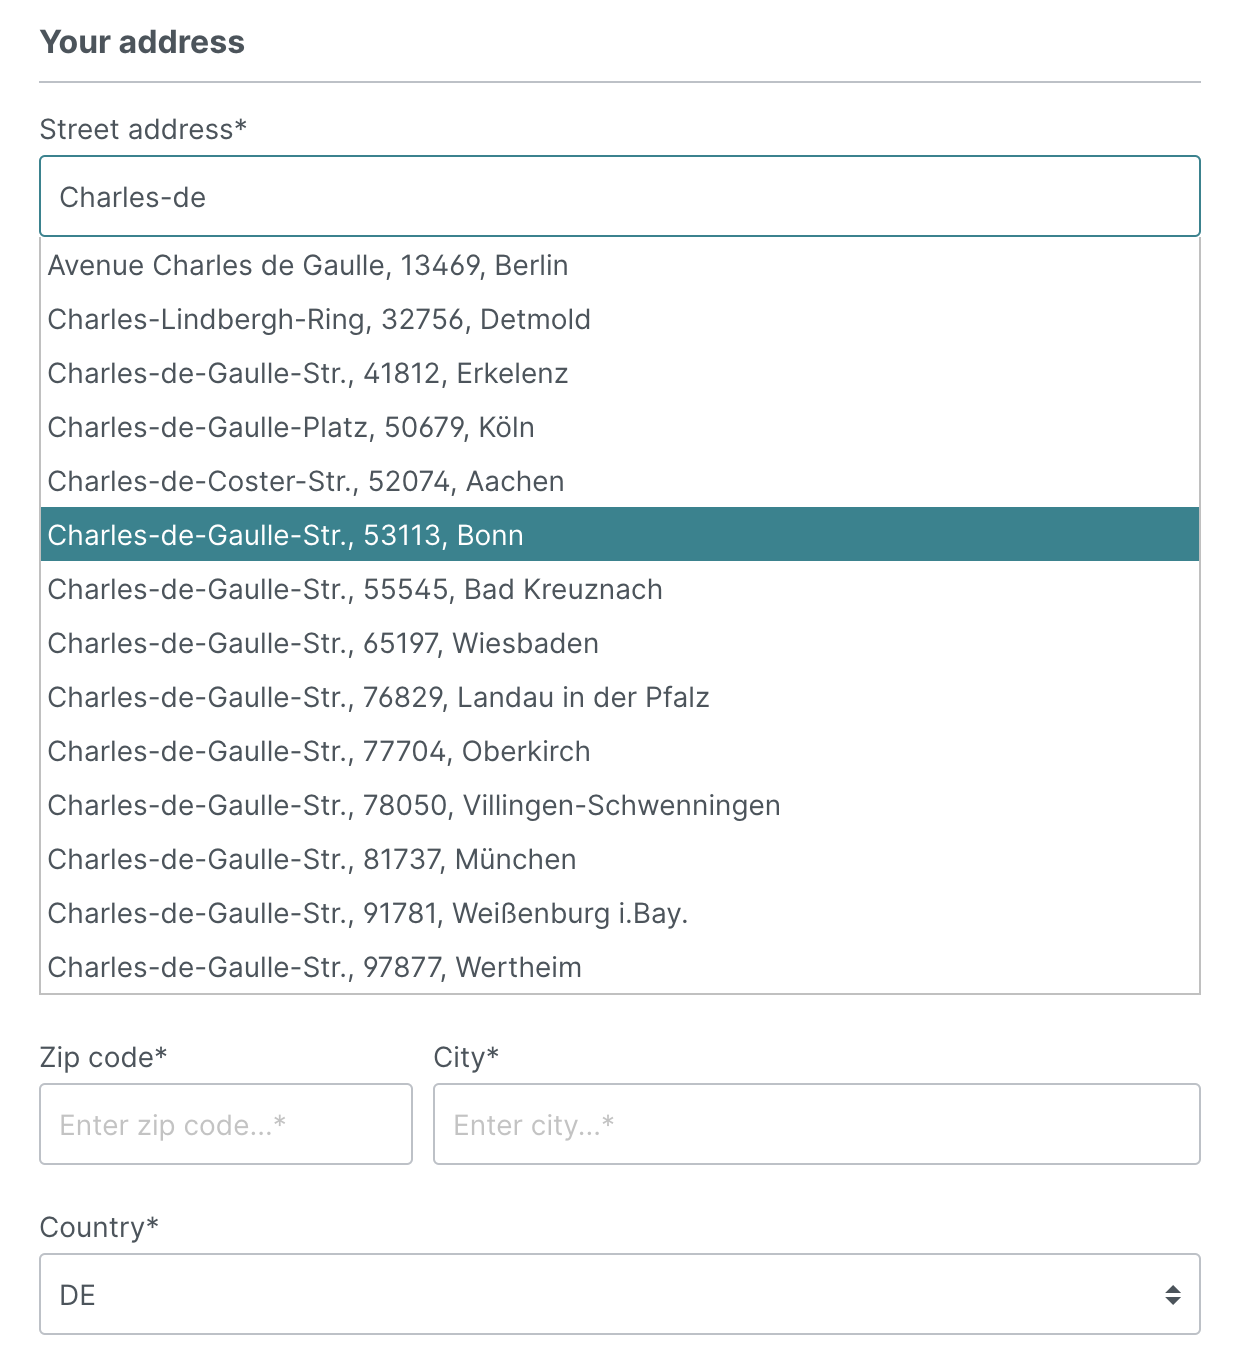 Your address
Street address*
Charles-de
Avenue Charles de Gaulle, 13469, Berlin
Charles-Lindbergh-Ring, 32756, Detmold
Charles-de-Gaulle-Str., 41812, Erkelenz
Charles-de-Gaulle-Platz, 50679, Köln
Charles-de-Coster-Str., 52074, Aachen
Charles-de-Gaulle-Str., 53113, Bonn
Charles-de-Gaulle-Str., 55545, Bad Kreuznach
Charles-de-Gaulle-Str., 65197, Wiesbaden
Charles-de-Gaulle-Str., 76829, Landau in der Pfalz
Charles-de-Gaulle-Str., 77704, Oberkirch
Charles-de-Gaulle-Str., 78050, Villingen-Schwenningen
Charles-de-Gaulle-Str., 81737, München
Charles-de-Gaulle-Str., 91781, Weißenburg i.Bay.
Charles-de-Gaulle-Str., 97877, Wertheim
Zip code* City*
Enter zip code...* Enter city...*
Country*
DE